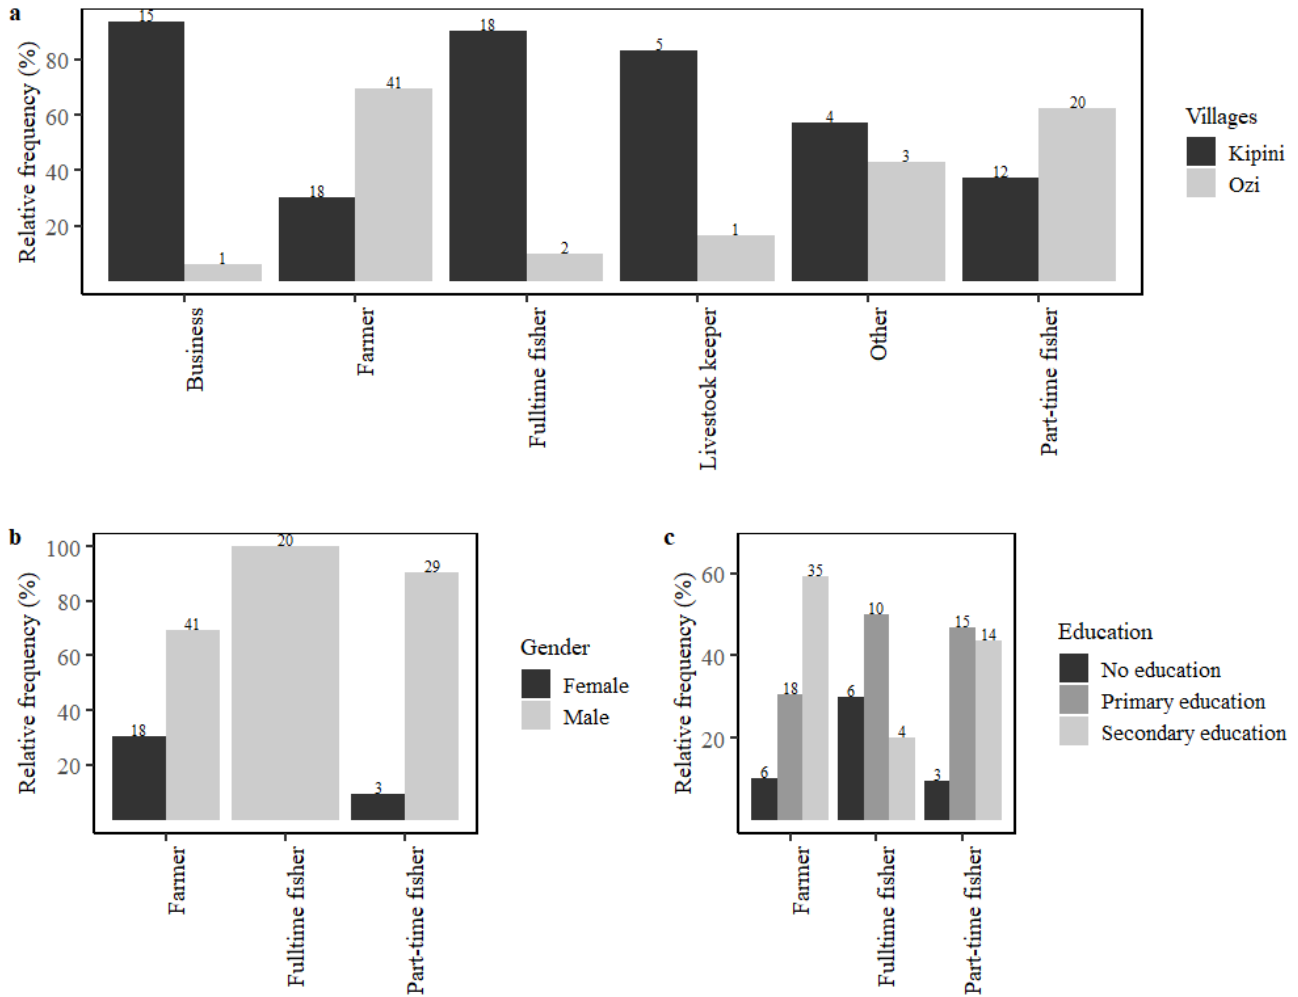 a
Relative frequency (%)
80
60
40
20
15
1
18
41
18
2
5
1
4
3
12
20
Business
Farmer
Fulltime fisher
Livestock keeper
Other
Part-time fisher
Villages
Kipini
Ozi
b
Relative frequency (%)
100
80
60
40
20
18
41
20
3
29
Farmer
Fulltime fisher
Part-time fisher
Gender
Female
Male
c
Relative frequency (%)
60
40
20
6
18
35
6
10
4
3
15
14
Farmer
Fulltime fisher
Part-time fisher
Education
No education
Primary education
Secondary education